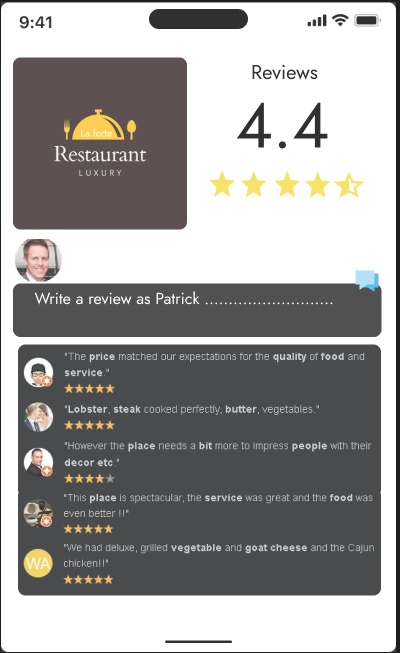 9:41
Reviews
4.4
La forte
Restaurant
LUXURY
Write a review as Patrick ...........................
"The price matched our expectations for the quality of food and
service."
"Lobster, steak cooked perfectly, butter, vegetables."
"However the place needs a bit more to impress people with their
decor etc."
"This place is spectacular, the service was great and the food was
even better !!"
WA
"We had deluxe, grilled vegetable and goat cheese and the Cajun
chicken!!"